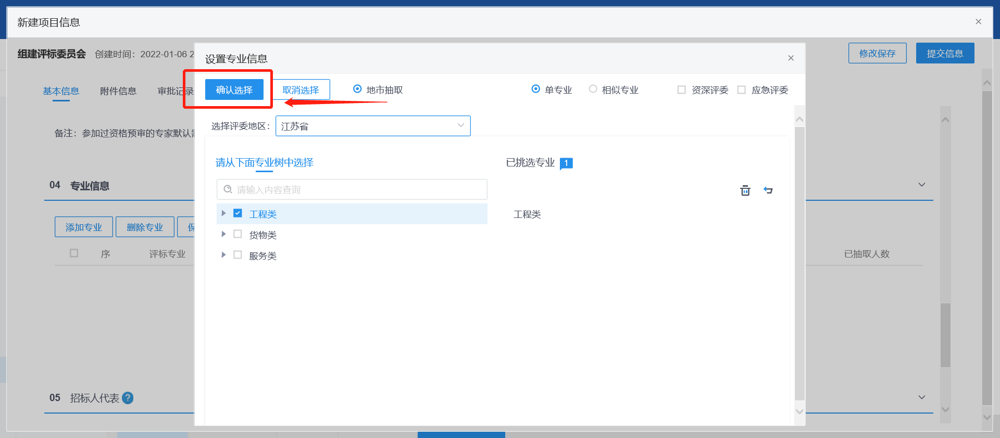 新建项目信息
组建评标委员会 创建时间：2022-01-06 2
修改保存 提交信息
基本信息 附件信息 审批记录
备注：参加过资格预审的专家默认
04 专业信息
添加专业 删除专业 保
序 评标专业 已抽取人数
05 招标人代表 ?
设置专业信息
确认选择 取消选择 地市抽取 单专业 相似专业 资深评委 应急评委
选择评委地区： 江苏省
请从下面专业树中选择 已挑选专业 1
请输入内容查询
工程类 工程类
货物类
服务类